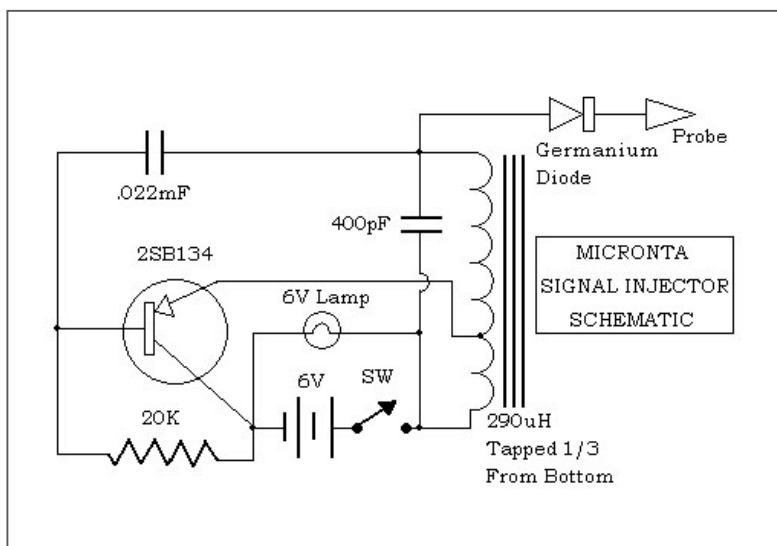 Probe
Germanium
Diode
.022mF
400pF
2SB134
6V Lamp
MICRONTA
SIGNAL INJECTOR
SCHEMATIC
6V
SW
20K
290uH
Tapped 1/3
From Bottom